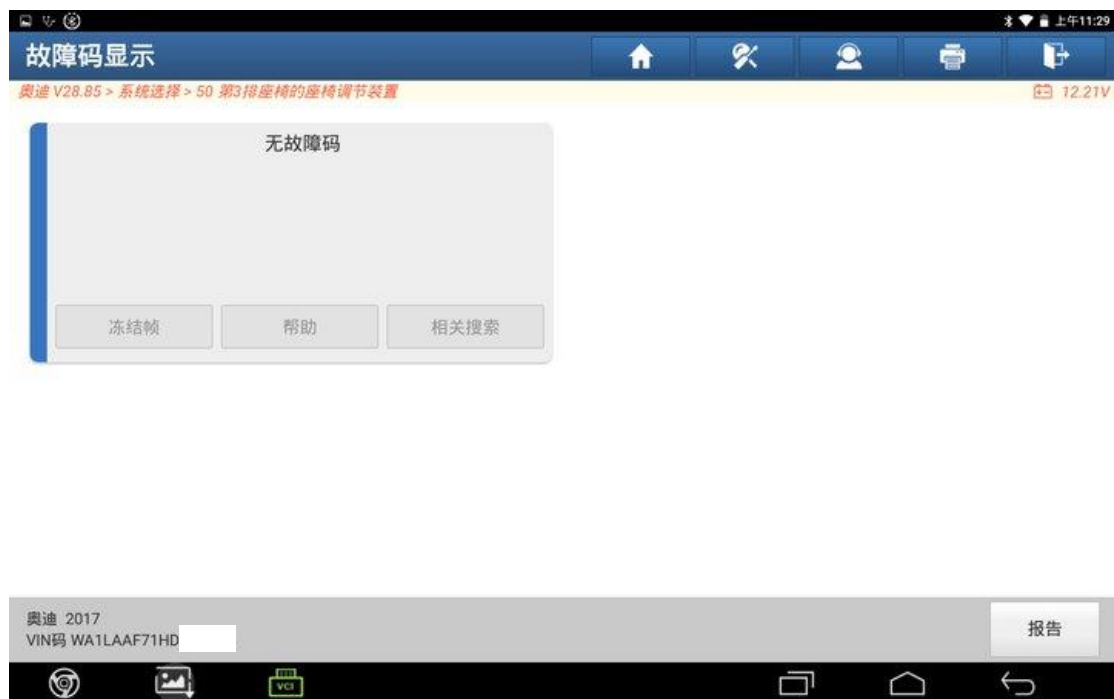 上午11:29
故障码显示
奥迪 V28.85 > 系统选择 > 50 第3排座椅的座椅调节装置
12.21V
无故障码
冻结帧 帮助 相关搜索
奥迪 2017
VIN码 WA1LAAF71HD
报告
VCI